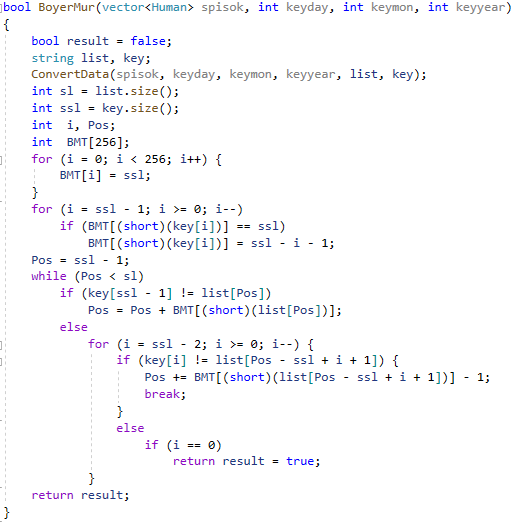 bool BoyerMur(vector<Human> spisok, int keyday, int keymon, int keyyear)
{
    bool result = false;
    string list, key;
    ConvertData(spisok, keyday, keymon, keyyear, list, key);
    int sl = list.size();
    int ssl = key.size();
    int  i, Pos;
    int  BMT[256];
    for (i = 0; i < 256; i++) {
        BMT[i] = ssl;
    }
    for (i = ssl - 1; i >= 0; i--)
        if (BMT[(short)(key[i])] == ssl)
            BMT[(short)(key[i])] = ssl - i - 1;
    Pos = ssl - 1;
    while (Pos < sl)
        if (key[ssl - 1] != list[Pos])
            Pos = Pos + BMT[(short)(list[Pos])];
        else
            for (i = ssl - 2; i >= 0; i--) {
                if (key[i] != list[Pos - ssl + i + 1]) {
                    Pos += BMT[(short)(list[Pos - ssl + i + 1])] - 1;
                    break;
                }
                else
                    if (i == 0)
                        return result = true;
            }
    return result;
}